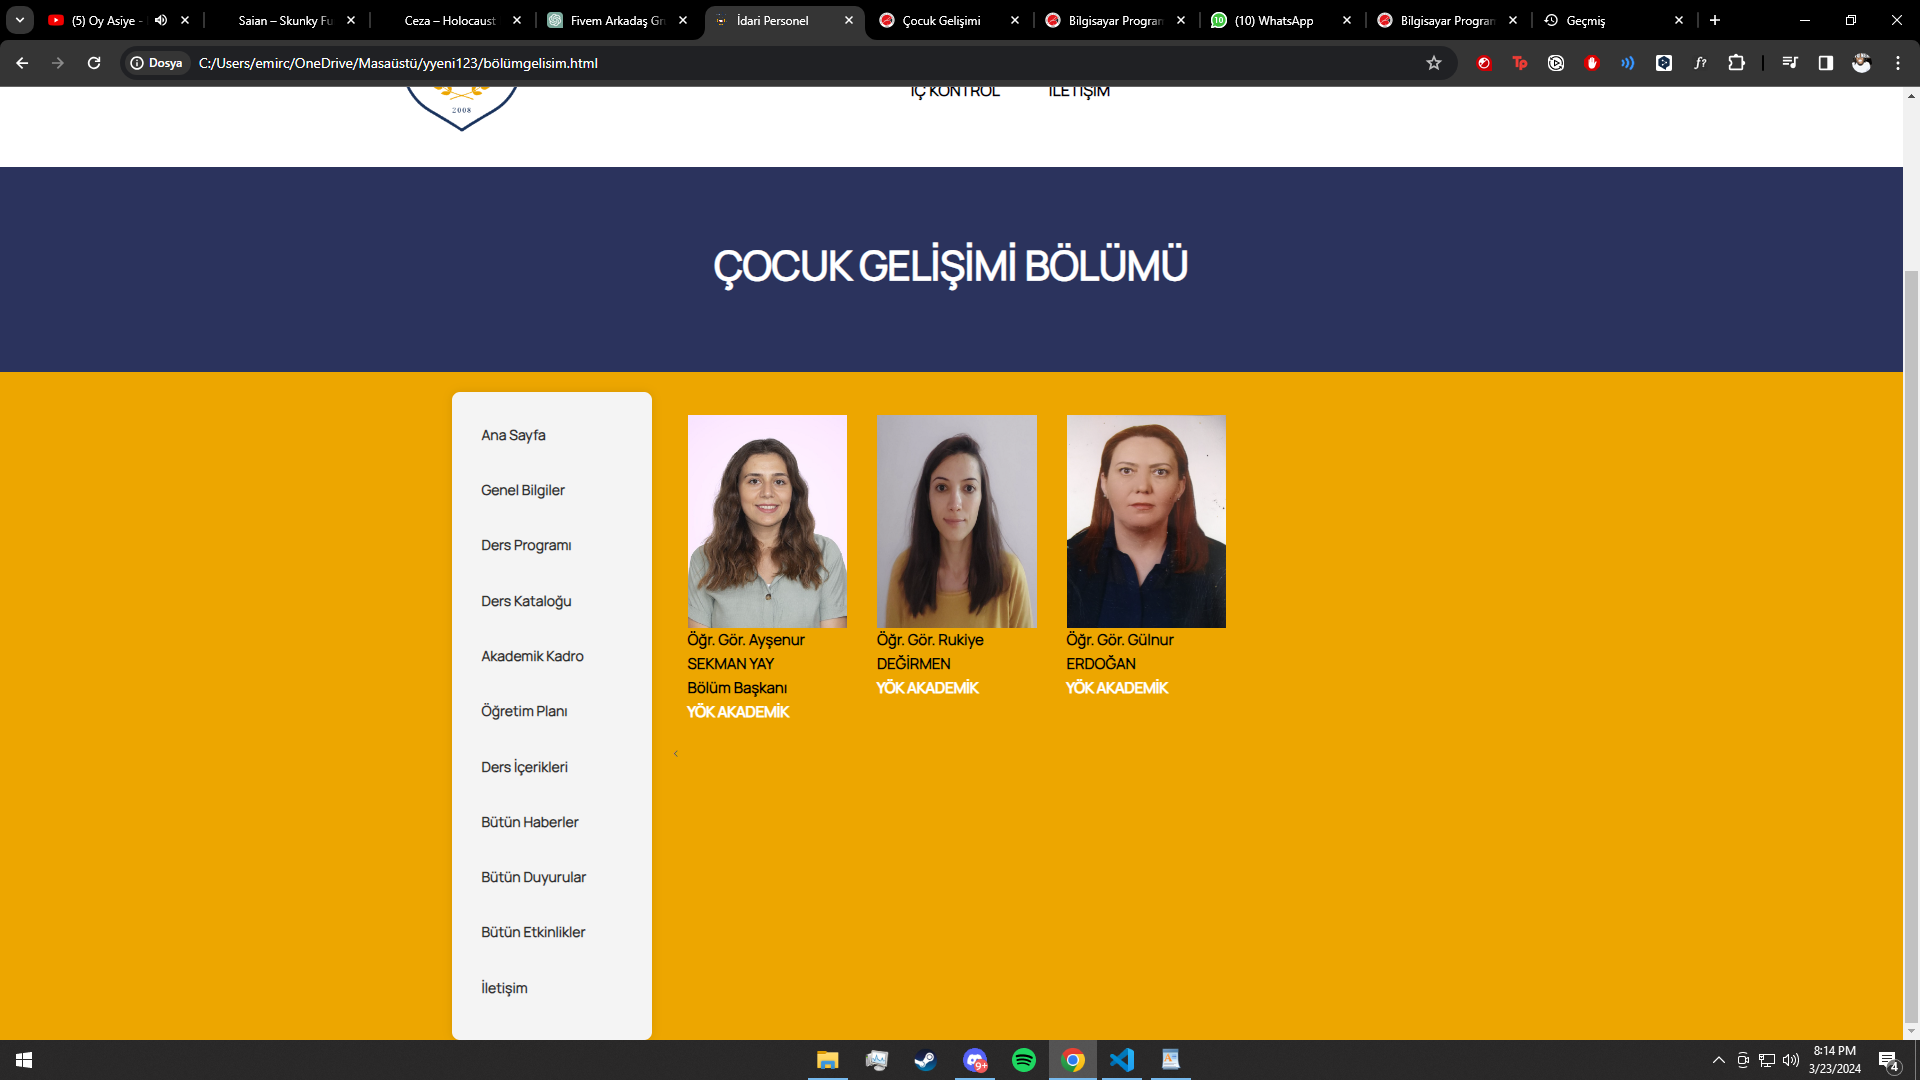 (5) Oy Asiye -
Saian – Skunky Fu
Ceza – Holocaust
Fivem Arkadaş Gr
İdari Personel
Çocuk Gelişimi
Bilgisayar Program
(10) WhatsApp
Bilgisayar Program
Geçmiş
Dosya
C:/Users/emirc/OneDrive/Masaüstü/yyeni123/bölümgelisim.html
2008
İÇ KONTROL
İLETİŞİM
ÇOCUK GELİŞİMİ BÖLÜMÜ
Ana Sayfa
Genel Bilgiler
Ders Programı
Ders Kataloğu
Akademik Kadro
Öğretim Planı
Ders İçerikleri
Bütün Haberler
Bütün Duyurular
Bütün Etkinlikler
İletişim
Öğr. Gör. Ayşenur
SEKMAN YAY
Bölüm Başkanı
YÖK AKADEMİK
Öğr. Gör. Rukiye
DEĞİRMEN
YÖK AKADEMİK
Öğr. Gör. Gülnur
ERDOĞAN
YÖK AKADEMİK
<
8:14 PM
3/23/2024
4